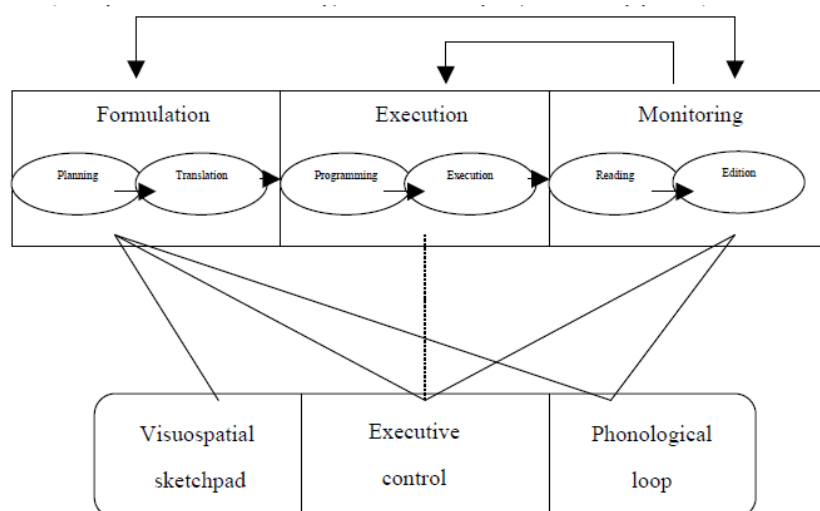 Formulation Execution Monitoring
Planning Translation Programming Execution Reading Edition
Visuospatial Executive Phonological
sketchpad control loop